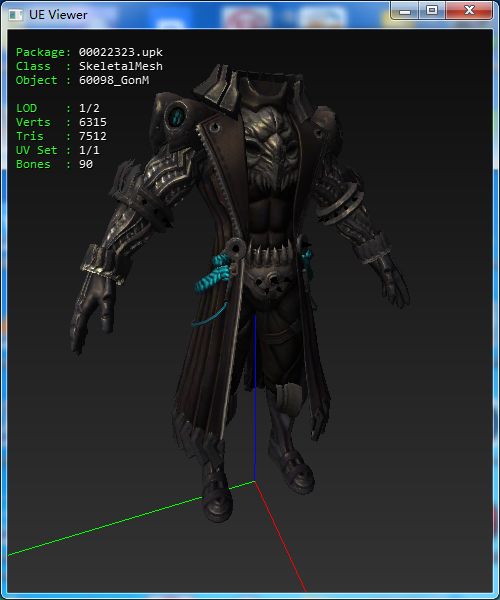 UE Viewer
Package: 00022323.upk
Class : SkeletalMesh
Object : 60098_GonM
LOD : 1/2
Verts : 6315
Tris : 7512
UV Set : 1/1
Bones : 90